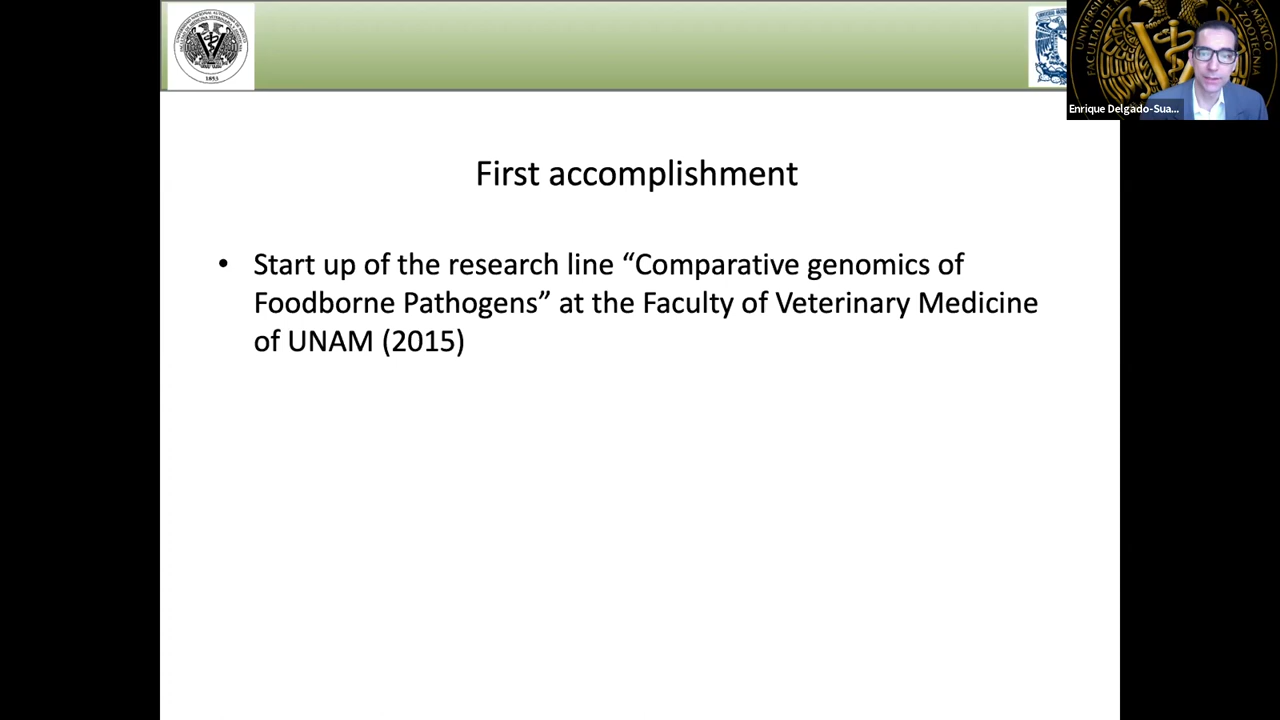 1853
Enrique Delgado-Sua...
First accomplishment
• Start up of the research line “Comparative genomics of
Foodborne Pathogens” at the Faculty of Veterinary Medicine
of UNAM (2015)